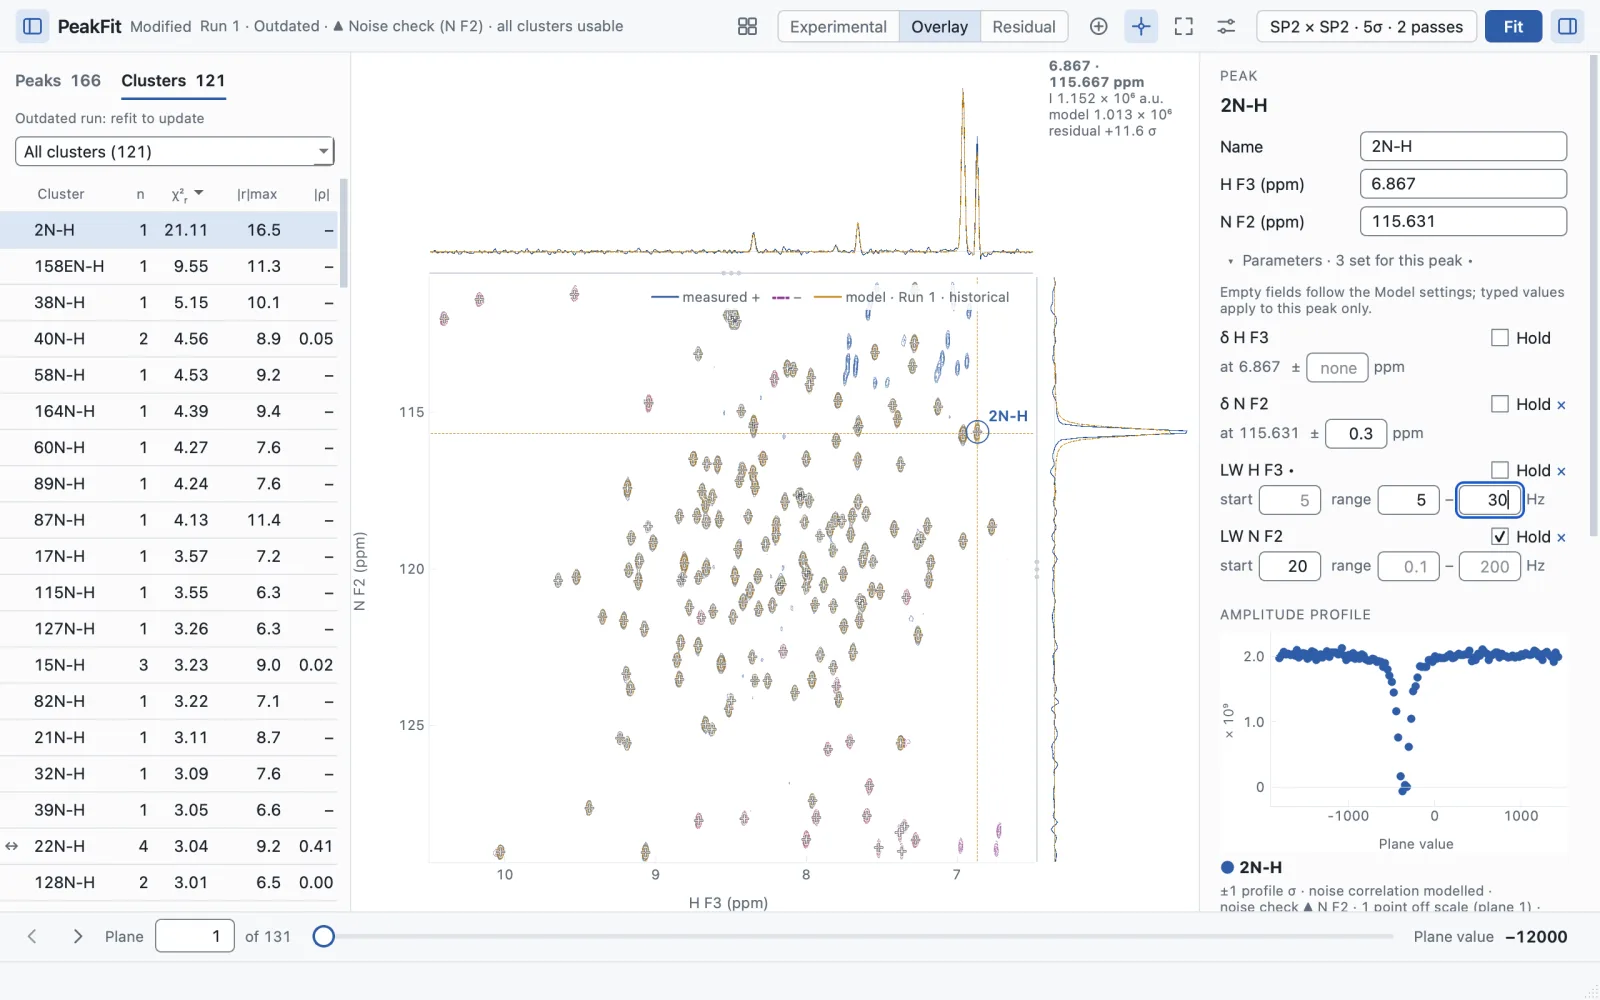 PeakFit Modified Run 1 · Outdated · ▲ Noise check (N F2) · all clusters usable
Experimental Overlay Residual
SP2 × SP2 · 5σ · 2 passes Fit
Peaks 166 Clusters 121
Outdated run: refit to update
All clusters (121)
Cluster n χ²ᵣ |r|max |ρ|
2N-H 1 21.11 16.5 –
158EN-H 1 9.55 11.3 –
38N-H 1 5.15 10.1 –
40N-H 2 4.56 8.9 0.05
58N-H 1 4.53 9.2 –
164N-H 1 4.39 9.4 –
60N-H 1 4.27 7.6 –
89N-H 1 4.24 7.6 –
87N-H 1 4.13 11.4 –
17N-H 1 3.57 7.2 –
115N-H 1 3.55 6.3 –
127N-H 1 3.26 6.3 –
15N-H 3 3.23 9.0 0.02
82N-H 1 3.22 7.1 –
21N-H 1 3.11 8.7 –
32N-H 1 3.09 7.6 –
39N-H 1 3.05 6.6 –
↔ 22N-H 4 3.04 9.2 0.41
128N-H 2 3.01 6.5 0.00
6.867 ·
115.667 ppm
I 1.152 × 10⁶ a.u.
model 1.013 × 10⁶
residual +11.6 σ
measured + – model · Run 1 · historical
2N-H
115
120
125
N F2 (ppm)
10 9 8 7
H F3 (ppm)
PEAK
2N-H
Name 2N-H
H F3 (ppm) 6.867
N F2 (ppm) 115.631
▾ Parameters · 3 set for this peak •
Empty fields follow the Model settings; typed values
apply to this peak only.
δ H F3 Hold
at 6.867 ± none ppm
δ N F2 Hold ×
at 115.631 ± 0.3 ppm
LW H F3 • Hold ×
start 5 range 5 – 30 Hz
LW N F2 Hold ×
start 20 range 0.1 – 200 Hz
AMPLITUDE PROFILE
2.0
1.0
0
× 10⁹
-1000 0 1000
Plane value
2N-H
±1 profile σ · noise correlation modelled ·
noise check ▲ N F2 · 1 point off scale (plane 1) ·
Plane 1 of 131
Plane value −12000